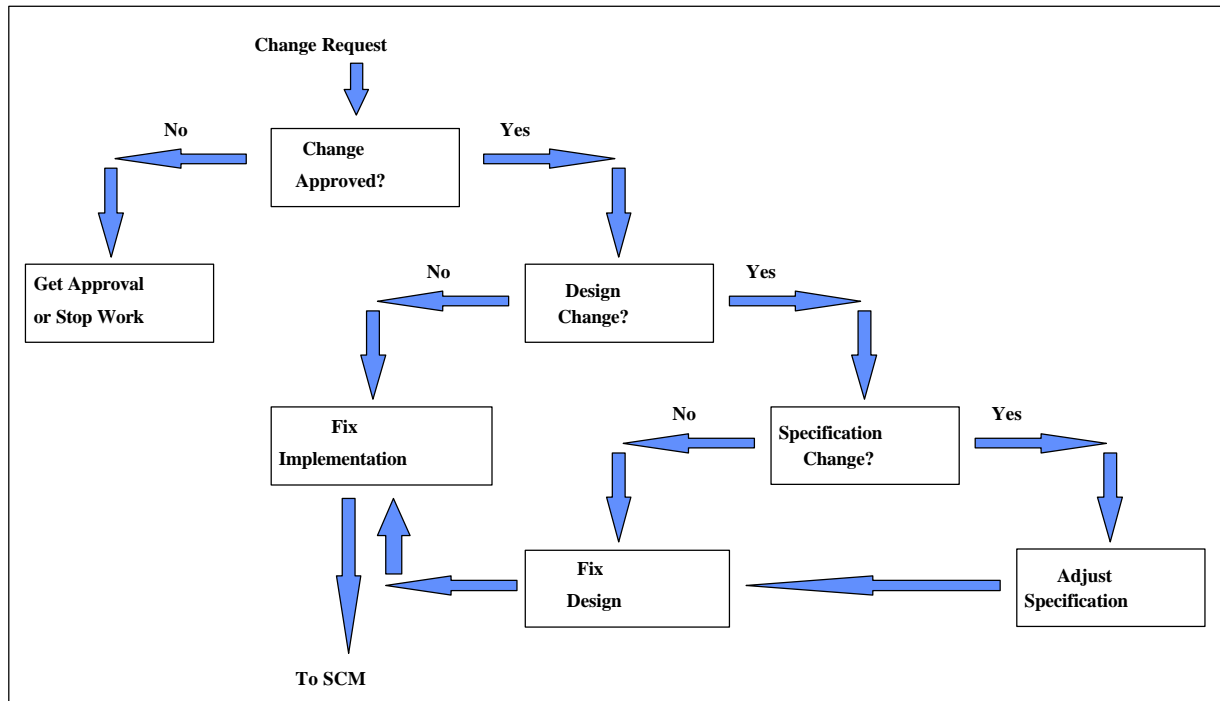 Change Request
No
Yes
Change
Approved?
Get Approval
or Stop Work
No
Yes
Design
Change?
Fix
Implementation
No
Yes
Specification
Change?
Fix
Design
Adjust
Specification
To SCM